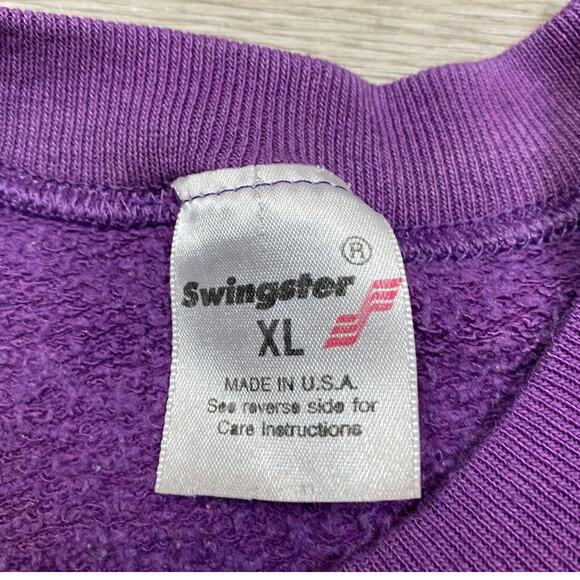 ®
Swingster
XL
MADE IN U.S.A.
See reverse side for
Care Instructions